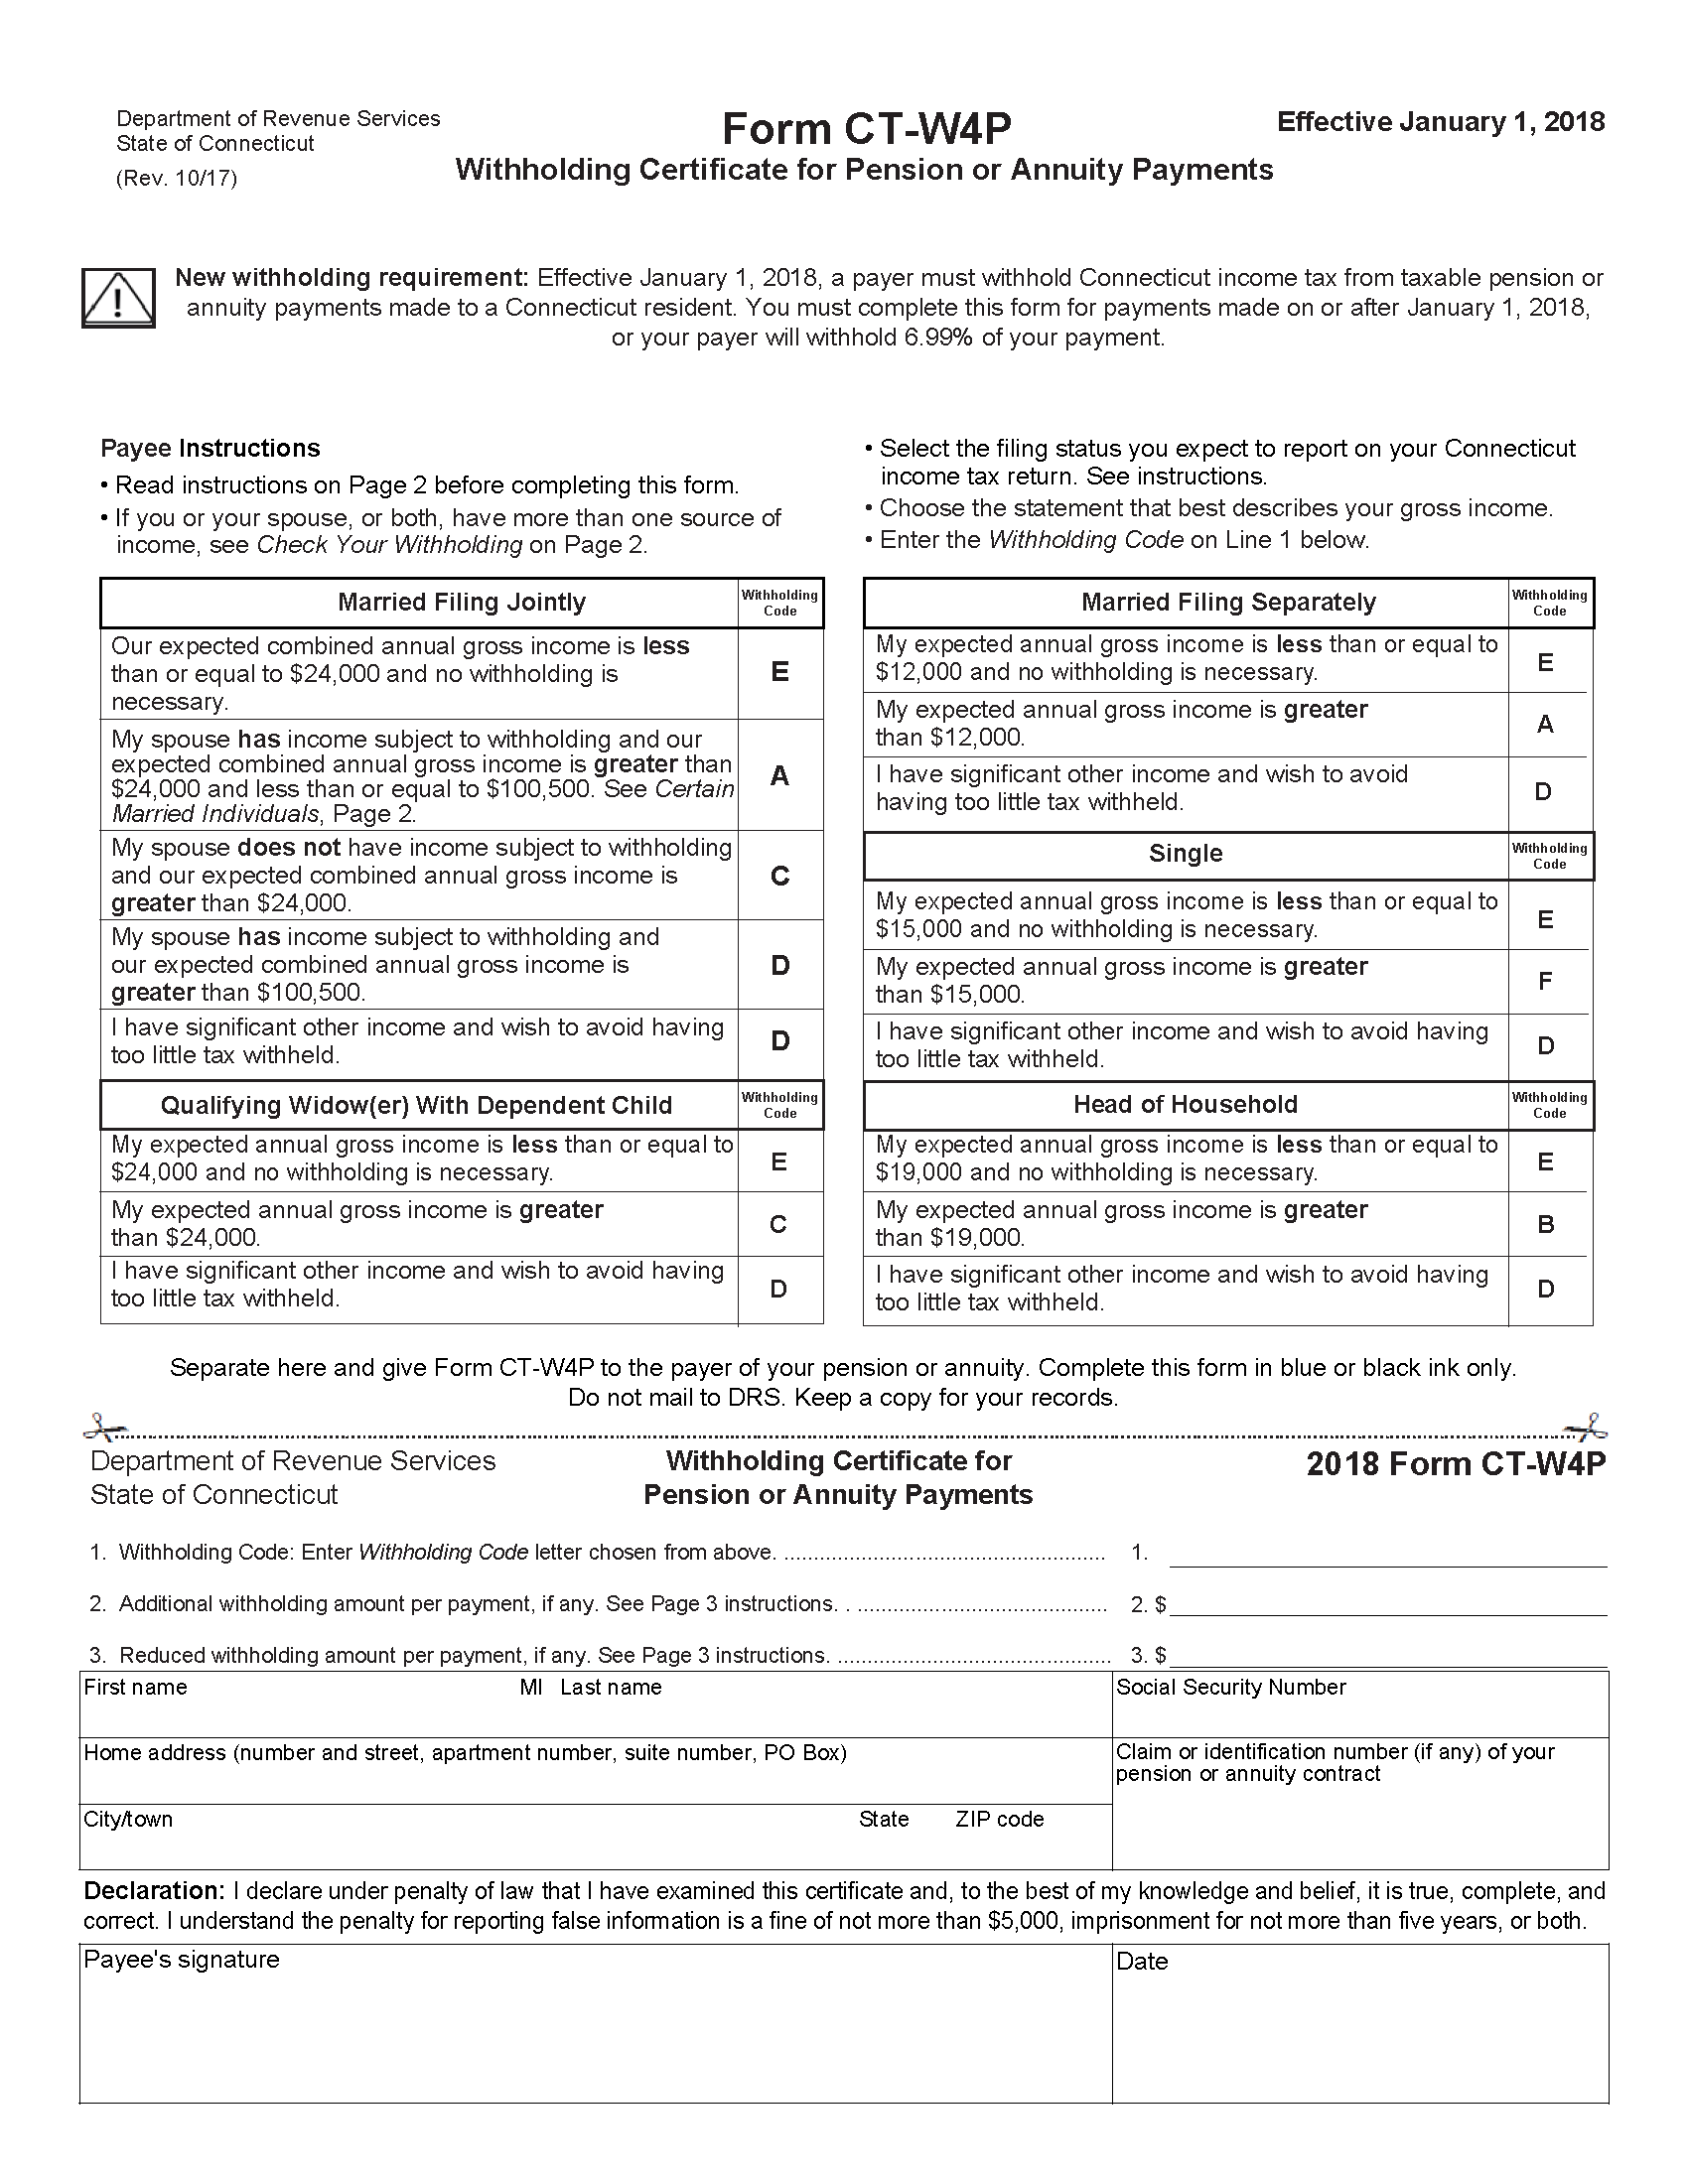 Department of Revenue Services
State of Connecticut
(Rev. 10/17)
Form CT-W4P
Withholding Certificate for Pension or Annuity Payments
Effective January 1, 2018
New withholding requirement: Effective January 1, 2018, a payer must withhold Connecticut income tax from taxable pension or
annuity payments made to a Connecticut resident. You must complete this form for payments made on or after January 1, 2018,
or your payer will withhold 6.99% of your payment.
Payee Instructions
• Read instructions on Page 2 before completing this form.
• If you or your spouse, or both, have more than one source of
income, see Check Your Withholding on Page 2.
• Select the filing status you expect to report on your Connecticut
income tax return. See instructions.
• Choose the statement that best describes your gross income.
• Enter the Withholding Code on Line 1 below.
Married Filing Jointly
Withholding
Code
Our expected combined annual gross income is less
than or equal to $24,000 and no withholding is
necessary.
E
My spouse has income subject to withholding and our
expected combined annual gross income is greater than
$24,000 and less than or equal to $100,500. See Certain
Married Individuals, Page 2.
A
My spouse does not have income subject to withholding
and our expected combined annual gross income is
greater than $24,000.
C
My spouse has income subject to withholding and
our expected combined annual gross income is
greater than $100,500.
D
I have significant other income and wish to avoid having
too little tax withheld.
D
Qualifying Widow(er) With Dependent Child
Withholding
Code
My expected annual gross income is less than or equal to
$24,000 and no withholding is necessary.
E
My expected annual gross income is greater
than $24,000.
C
I have significant other income and wish to avoid having
too little tax withheld.
D
Married Filing Separately
Withholding
Code
My expected annual gross income is less than or equal to
$12,000 and no withholding is necessary.
E
My expected annual gross income is greater
than $12,000.
A
I have significant other income and wish to avoid
having too little tax withheld.
D
Single
Withholding
Code
My expected annual gross income is less than or equal to
$15,000 and no withholding is necessary.
E
My expected annual gross income is greater
than $15,000.
F
I have significant other income and wish to avoid having
too little tax withheld.
D
Head of Household
Withholding
Code
My expected annual gross income is less than or equal to
$19,000 and no withholding is necessary.
E
My expected annual gross income is greater
than $19,000.
B
I have significant other income and wish to avoid having
too little tax withheld.
D
Separate here and give Form CT-W4P to the payer of your pension or annuity. Complete this form in blue or black ink only.
Do not mail to DRS. Keep a copy for your records.
Department of Revenue Services
State of Connecticut
Withholding Certificate for
Pension or Annuity Payments
2018 Form CT-W4P
1. Withholding Code: Enter Withholding Code letter chosen from above. ...................................................... 1.
2. Additional withholding amount per payment, if any. See Page 3 instructions. . .......................................... 2. $
3. Reduced withholding amount per payment, if any. See Page 3 instructions. .............................................. 3. $
First name MI Last name
Social Security Number
Home address (number and street, apartment number, suite number, PO Box)
Claim or identification number (if any) of your
pension or annuity contract
City/town State ZIP code
Declaration: I declare under penalty of law that I have examined this certificate and, to the best of my knowledge and belief, it is true, complete, and
correct. I understand the penalty for reporting false information is a fine of not more than $5,000, imprisonment for not more than five years, or both.
Payee's signature
Date